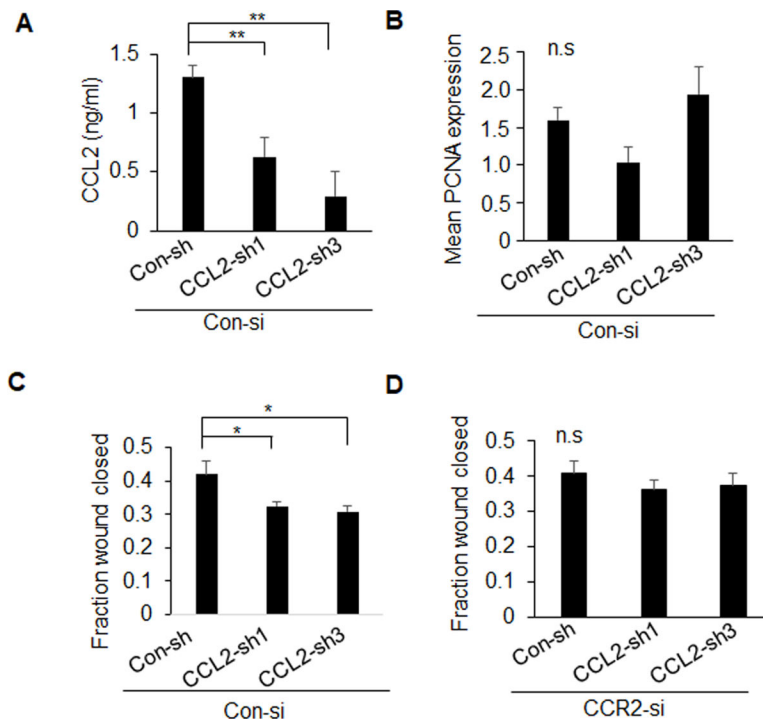 A
CCL2 (ng/ml)
1.5
1
0.5
0
**
**
Con-sh
CCL2-sh1
CCL2-sh3
Con-si
B
Mean PCNA expression
2.5
2.0
1.5
1.0
0.5
0
n.s
Con-sh
CCL2-sh1
CCL2-sh3
Con-si
C
Fraction wound closed
0.5
0.4
0.3
0.2
0.1
0
*
*
Con-sh
CCL2-sh1
CCL2-sh3
Con-si
D
Fraction wound closed
0.5
0.4
0.3
0.2
0.1
0
n.s
Con-sh
CCL2-sh1
CCL2-sh3
CCR2-si